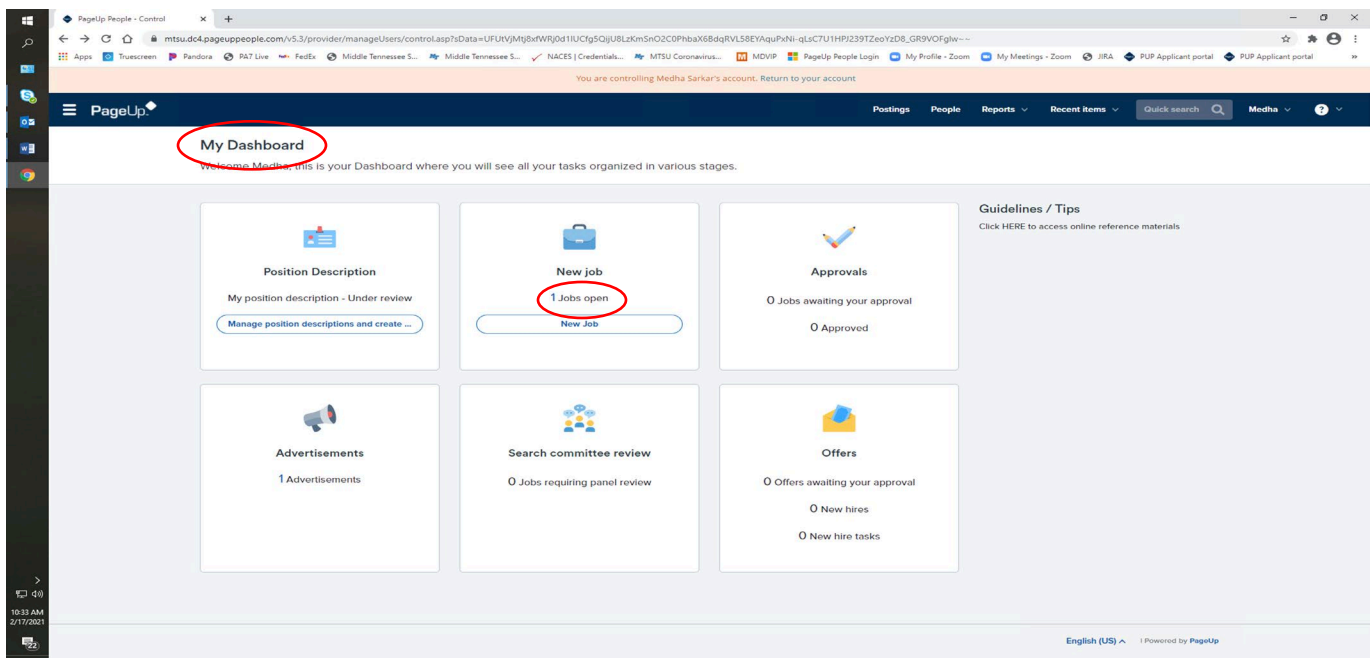 PageUp People - Control
mtsu.dc4.pageuppeople.com/v5.3/provider/manageUsers/control.asp?sData=UFUtVjMtj8xfWRj0d1IUCfg5QijU8LzKmSnO2C0PhbaX6BdqRVL58EYAquPxNi-qLsC7U1HPJ239TZeoYzD8_GR9VOFgIw~~
Apps Truescreen Pandora PA7 Live FedEx Middle Tennessee S... Middle Tennessee S... NACES | Credentials... MTSU Coronavirus... MDVIP PageUp People Login My Profile - Zoom My Meetings - Zoom JIRA PUP Applicant portal PUP Applicant portal »
You are controlling Medha Sarkar's account. Return to your account
PageUp. Postings People Reports Recent items Quick search Medha ?
My Dashboard
Welcome Medha, this is your Dashboard where you will see all your tasks organized in various stages.
Position Description
My position description - Under review
Manage position descriptions and create ...
New job
1 Jobs open
New Job
Approvals
0 Jobs awaiting your approval
0 Approved
Guidelines / Tips
Click HERE to access online reference materials
Advertisements
1 Advertisements
Search committee review
0 Jobs requiring panel review
Offers
0 Offers awaiting your approval
0 New hires
0 New hire tasks
10:33 AM
2/17/2021
22
English (US) | Powered by PageUp